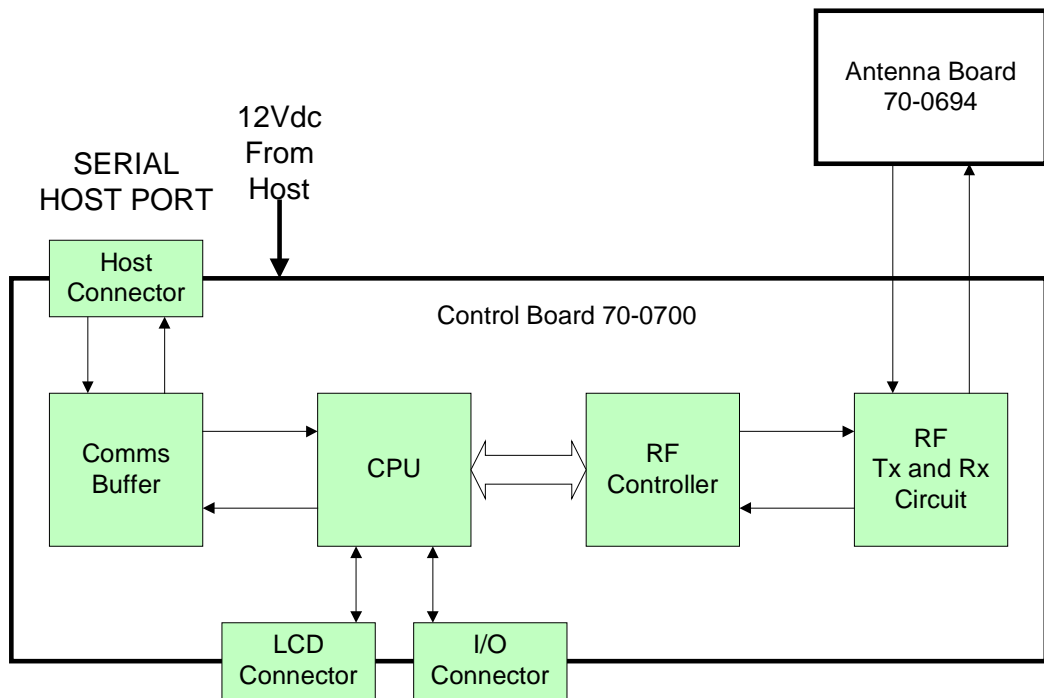 Antenna Board
70-0694
12Vdc
From
Host
SERIAL
HOST PORT
Host
Connector
Control Board 70-0700
Comms
Buffer
CPU
RF
Controller
RF
Tx and Rx
Circuit
LCD
Connector
I/O
Connector